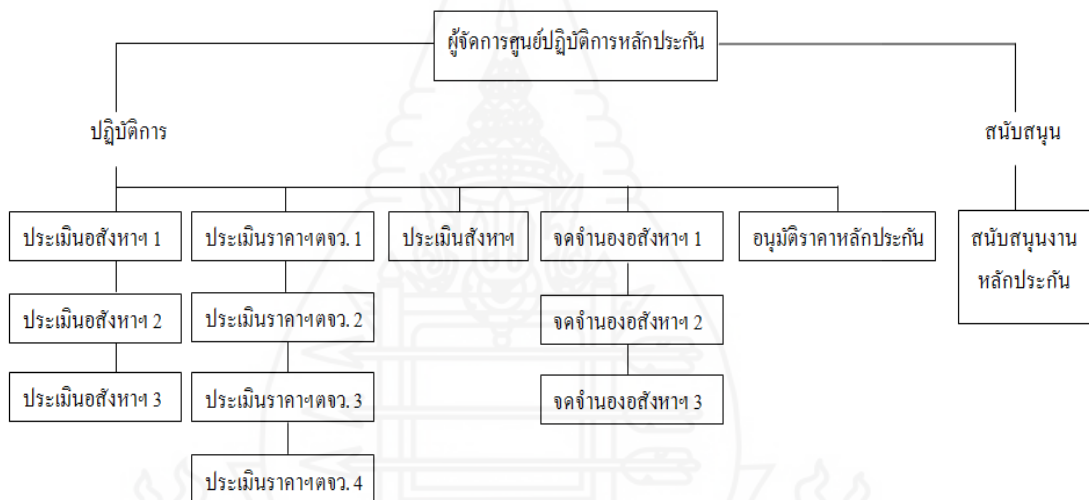 ผู้จัดการศูนย์ปฏิบัติการหลักประกัน
ปฏิบัติการ
สนับสนุน
ประเมินอสังหาฯ 1
ประเมินราคาฯตจว. 1
ประเมินสังหาฯ
จดจำนองอสังหาฯ 1
อนุมัติราคาหลักประกัน
สนับสนุนงาน
หลักประกัน
ประเมินอสังหาฯ 2
ประเมินราคาฯตจว. 2
จดจำนองอสังหาฯ 2
ประเมินอสังหาฯ 3
ประเมินราคาฯตจว. 3
จดจำนองอสังหาฯ 3
ประเมินราคาฯตจว. 4